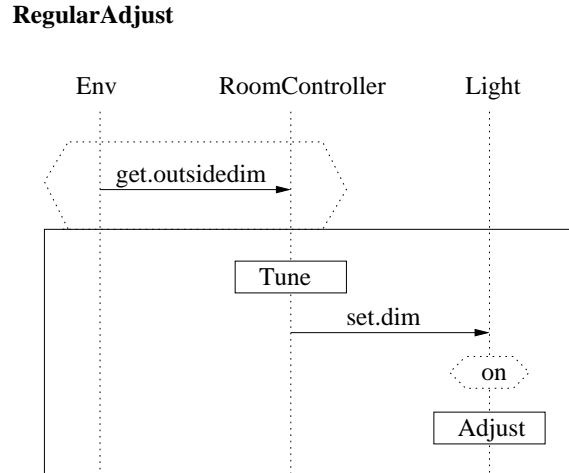 RegularAdjust
Env RoomController Light
get.outsidedim
Tune
set.dim
on
Adjust